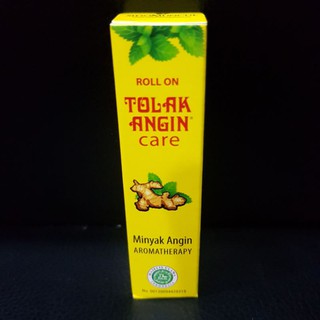 ROLL ON
TOLAK
ANGIN
care
Minyak Angin
AROMATHERAPY